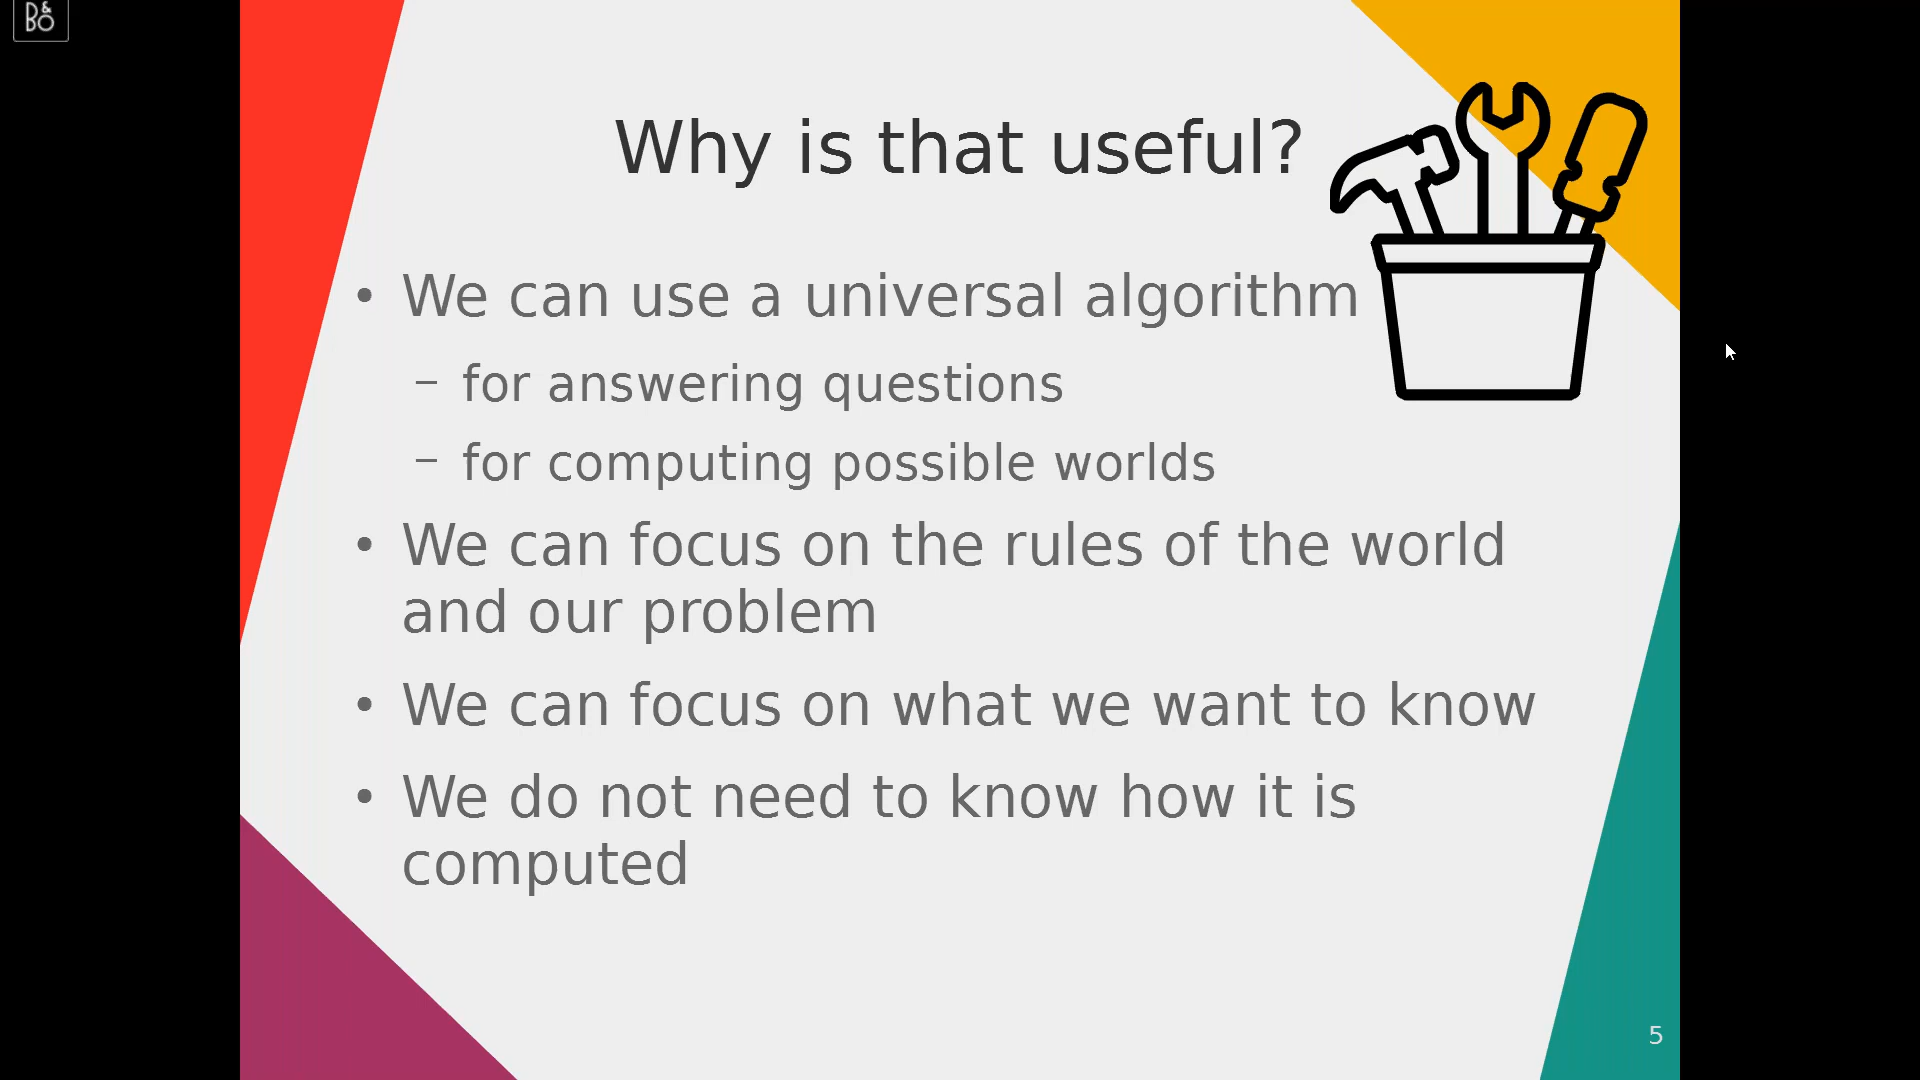 B&O
Why is that useful?
• We can use a universal algorithm
– for answering questions
– for computing possible worlds
• We can focus on the rules of the world
and our problem
• We can focus on what we want to know
• We do not need to know how it is
computed
5